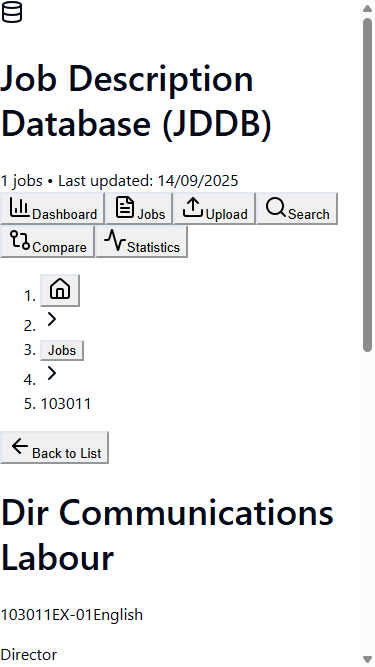 Job Description
Database (JDDB)
1 jobs • Last updated: 14/09/2025
Dashboard Jobs Upload Search
Compare Statistics
1.
2.
3. Jobs
4.
5. 103011
Back to List
Dir Communications
Labour
103011EX-01English
Director